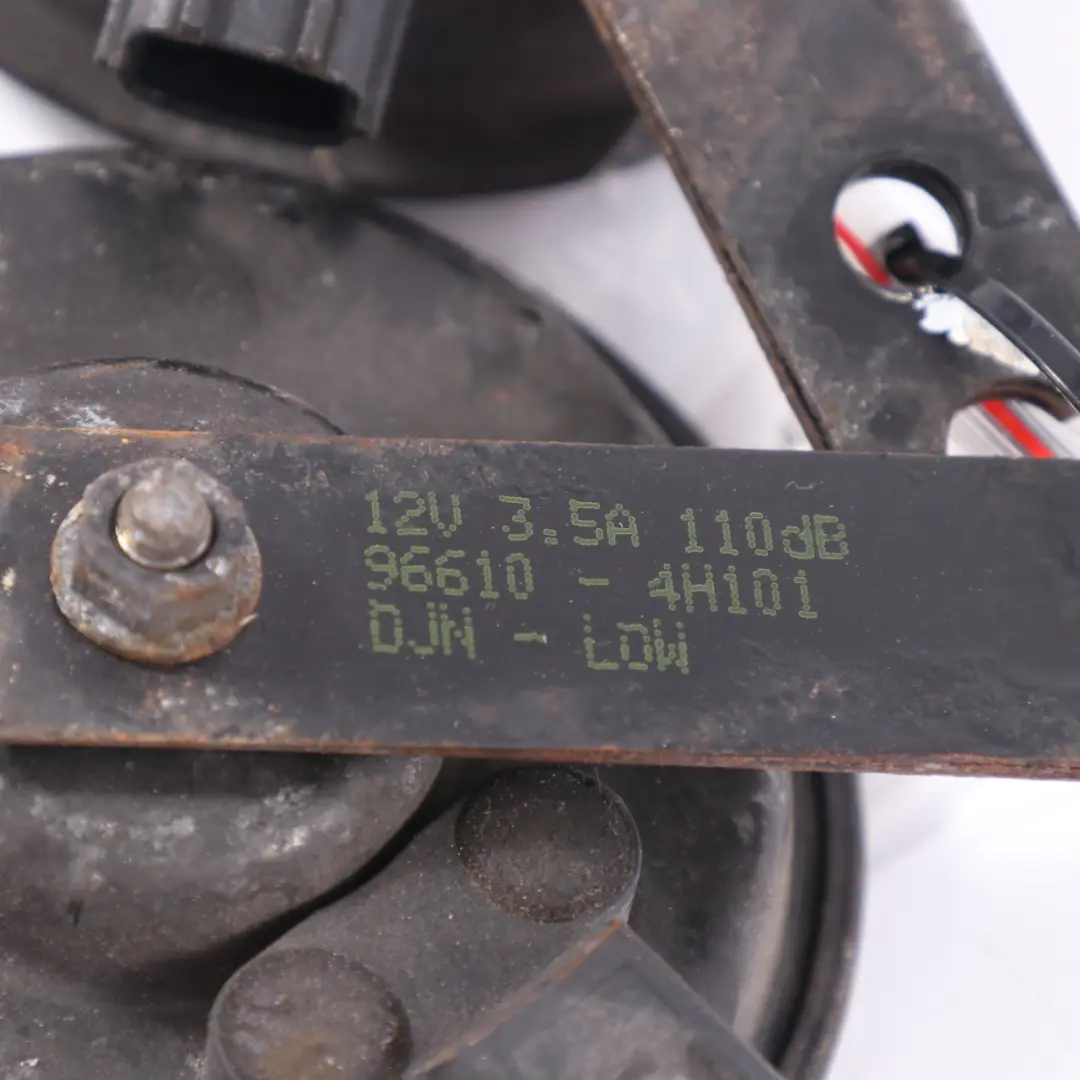 12V 3.5A 110dB
96610 - 4H101
DJN - LOW